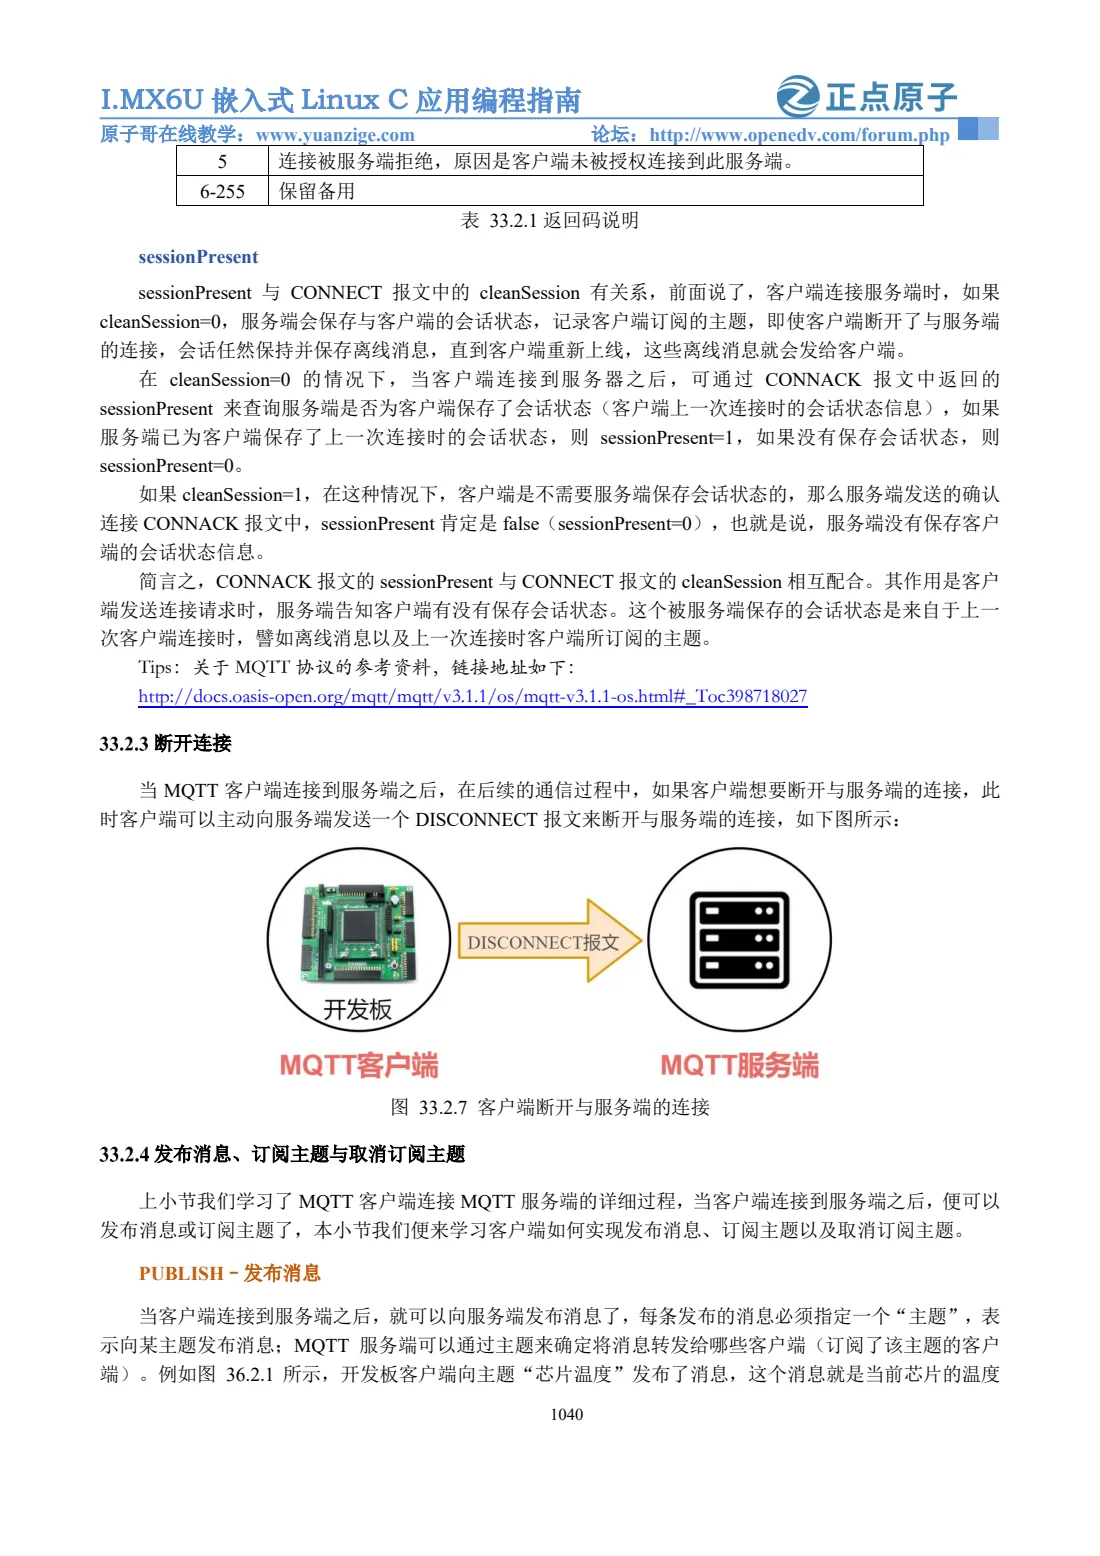 I.MX6U 嵌入式 Linux C 应用编程指南
正点原子
原子哥在线教学：www.yuanzige.com
论坛：http://www.openedv.com/forum.php
5 连接被服务端拒绝，原因是客户端未被授权连接到此服务端。
6-255 保留备用
表 33.2.1 返回码说明
sessionPresent
sessionPresent 与 CONNECT 报文中的 cleanSession 有关系，前面说了，客户端连接服务端时，如果
cleanSession=0，服务端会保存与客户端的会话状态，记录客户端订阅的主题，即使客户端断开了与服务端
的连接，会话任然保持并保存离线消息，直到客户端重新上线，这些离线消息就会发给客户端。
在 cleanSession=0 的情况下，当客户端连接到服务器之后，可通过 CONNACK 报文中返回的
sessionPresent 来查询服务端是否为客户端保存了会话状态（客户端上一次连接时的会话状态信息），如果
服务端已为客户端保存了上一次连接时的会话状态，则 sessionPresent=1，如果没有保存会话状态，则
sessionPresent=0。
如果 cleanSession=1，在这种情况下，客户端是不需要服务端保存会话状态的，那么服务端发送的确认
连接 CONNACK 报文中，sessionPresent 肯定是 false（sessionPresent=0），也就是说，服务端没有保存客户
端的会话状态信息。
简言之，CONNACK 报文的 sessionPresent 与 CONNECT 报文的 cleanSession 相互配合。其作用是客户
端发送连接请求时，服务端告知客户端有没有保存会话状态。这个被服务端保存的会话状态是来自于上一
次客户端连接时，譬如离线消息以及上一次连接时客户端所订阅的主题。
Tips：关于 MQTT 协议的参考资料，链接地址如下：
http://docs.oasis-open.org/mqtt/mqtt/v3.1.1/os/mqtt-v3.1.1-os.html#_Toc398718027
33.2.3 断开连接
当 MQTT 客户端连接到服务端之后，在后续的通信过程中，如果客户端想要断开与服务端的连接，此
时客户端可以主动向服务端发送一个 DISCONNECT 报文来断开与服务端的连接，如下图所示：
DISCONNECT报文
开发板
MQTT客户端
MQTT服务端
图 33.2.7 客户端断开与服务端的连接
33.2.4 发布消息、订阅主题与取消订阅主题
上小节我们学习了 MQTT 客户端连接 MQTT 服务端的详细过程，当客户端连接到服务端之后，便可以
发布消息或订阅主题了，本小节我们便来学习客户端如何实现发布消息、订阅主题以及取消订阅主题。
PUBLISH－发布消息
当客户端连接到服务端之后，就可以向服务端发布消息了，每条发布的消息必须指定一个“主题”，表
示向某主题发布消息；MQTT 服务端可以通过主题来确定将消息转发给哪些客户端（订阅了该主题的客户
端）。例如图 36.2.1 所示，开发板客户端向主题“芯片温度”发布了消息，这个消息就是当前芯片的温度
1040